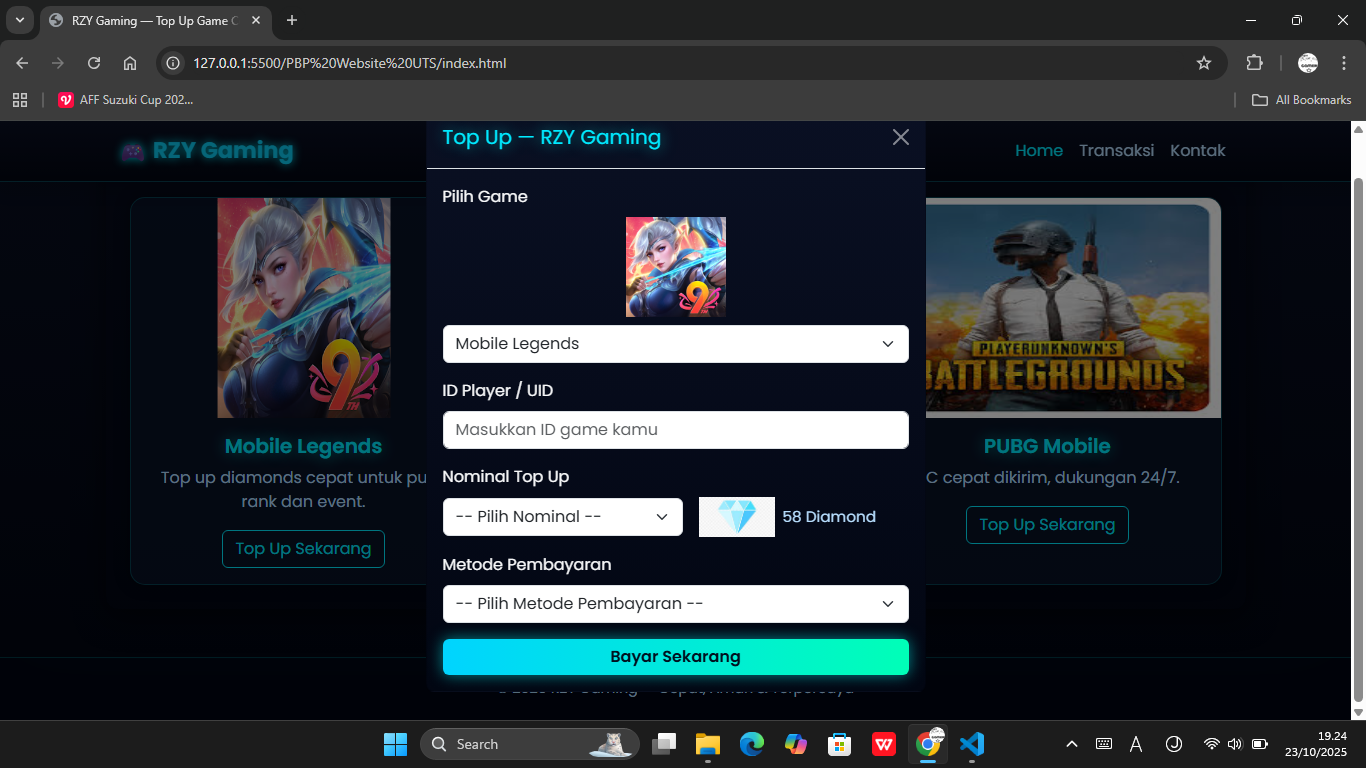 RZY Gaming — Top Up Game C
127.0.0.1:5500/PBP%20Website%20UTS/index.html
AFF Suzuki Cup 202...
All Bookmarks
RZY Gaming
Home
Transaksi
Kontak
Top Up — RZY Gaming
Pilih Game
9
Mobile Legends
ID Player / UID
Masukkan ID game kamu
Nominal Top Up
-- Pilih Nominal --
58 Diamond
Metode Pembayaran
-- Pilih Metode Pembayaran --
Bayar Sekarang
9TH
Mobile Legends
Top up diamonds cepat untuk pu
rank dan event.
Top Up Sekarang
PLAYERUNKNOWN'S
BATTLEGROUNDS
PUBG Mobile
C cepat dikirim, dukungan 24/7.
Top Up Sekarang
Search
19.24
23/10/2025